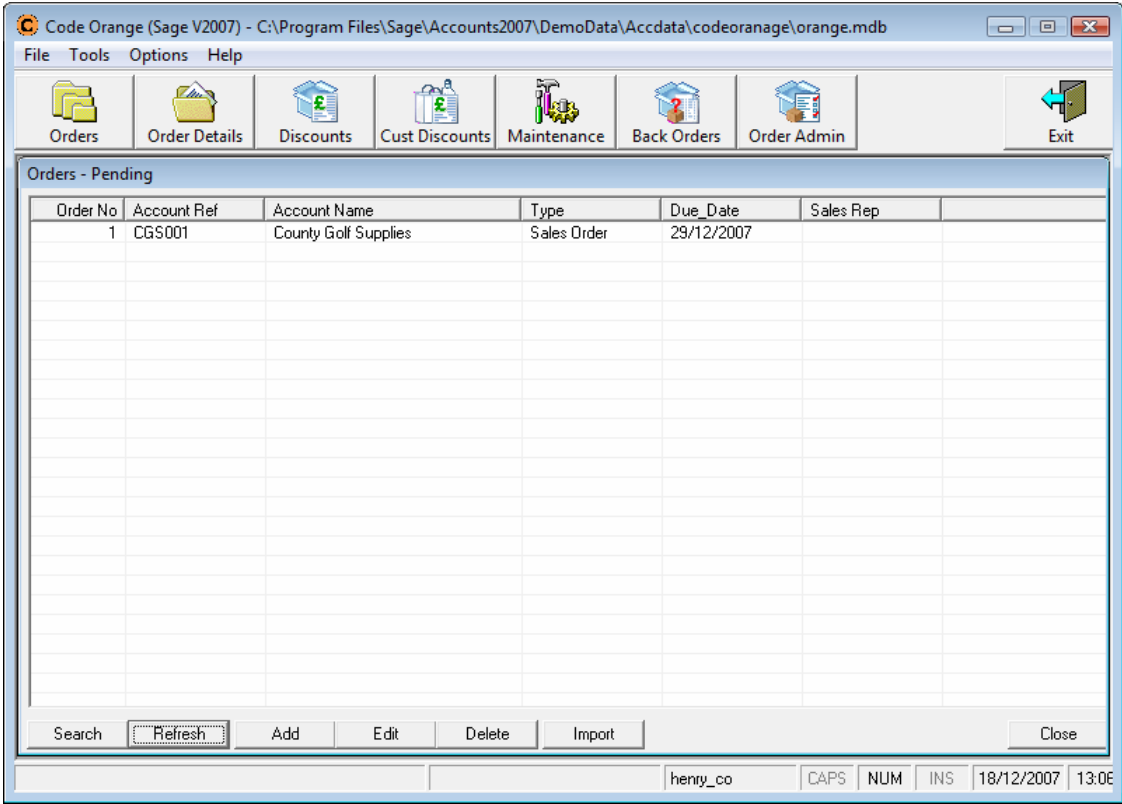 Code Orange (Sage V2007) - C:\Program Files\Sage\Accounts2007\DemoData\Accdata\codeoranage\orange.mdb
File Tools Options Help
Orders Order Details Discounts Cust Discounts Maintenance Back Orders Order Admin Exit
Orders - Pending
Order No Account Ref Account Name Type Due_Date Sales Rep
1 CGS001 County Golf Supplies Sales Order 29/12/2007
Search Refresh Add Edit Delete Import Close
henry_co CAPS NUM INS 18/12/2007 13:06